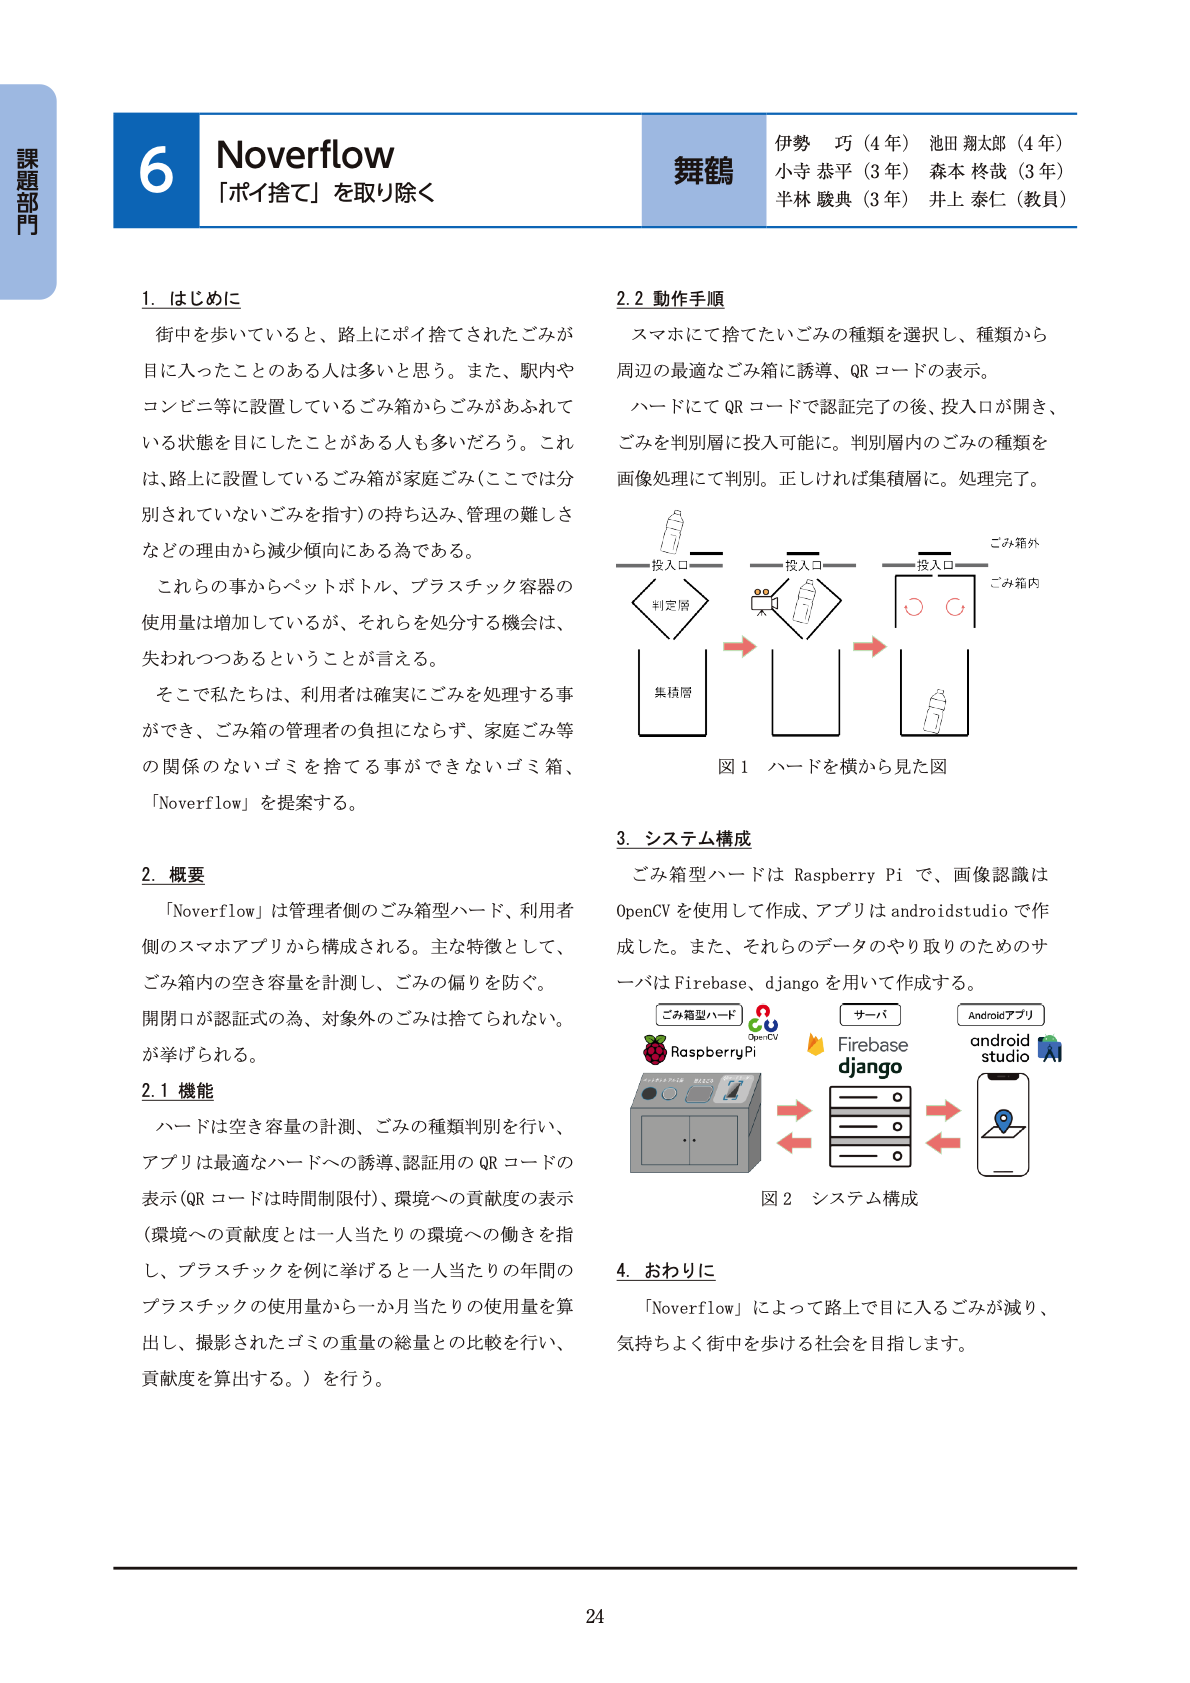 課題部門
6
Noverflow
「ポイ捨て」を取り除く
舞鶴
伊勢　巧（4年）　池田 翔太郎（4年）
小寺 恭平（3年）　森本 柊哉（3年）
半林 駿典（3年）　井上 泰仁（教員）
1. はじめに
街中を歩いていると、路上にポイ捨てされたごみが
目に入ったことのある人は多いと思う。また、駅内や
コンビニ等に設置しているごみ箱からごみがあふれて
いる状態を目にしたことがある人も多いだろう。これ
は、路上に設置しているごみ箱が家庭ごみ(ここでは分
別されていないごみを指す)の持ち込み、管理の難しさ
などの理由から減少傾向にある為である。
これらの事からペットボトル、プラスチック容器の
使用量は増加しているが、それらを処分する機会は、
失われつつあるということが言える。
そこで私たちは、利用者は確実にごみを処理する事
ができ、ごみ箱の管理者の負担にならず、家庭ごみ等
の関係のないゴミを捨てる事ができないゴミ箱、
「Noverflow」を提案する。
2. 概要
「Noverflow」は管理者側のごみ箱型ハード、利用者
側のスマホアプリから構成される。主な特徴として、
ごみ箱内の空き容量を計測し、ごみの偏りを防ぐ。
開閉口が認証式の為、対象外のごみは捨てられない。
が挙げられる。
2.1 機能
ハードは空き容量の計測、ごみの種類判別を行い、
アプリは最適なハードへの誘導、認証用の QR コードの
表示(QR コードは時間制限付)、環境への貢献度の表示
(環境への貢献度とは一人当たりの環境への働きを指
し、プラスチックを例に挙げると一人当たりの年間の
プラスチックの使用量から一か月当たりの使用量を算
出し、撮影されたゴミの重量の総量との比較を行い、
貢献度を算出する。) を行う。
2.2 動作手順
スマホにて捨てたいごみの種類を選択し、種類から
周辺の最適なごみ箱に誘導、QR コードの表示。
ハードにて QR コードで認証完了の後、投入口が開き、
ごみを判別層に投入可能に。判別層内のごみの種類を
画像処理にて判別。正しければ集積層に。処理完了。
ごみ箱外
投入口 投入口 投入口
ごみ箱内
判定層
集積層
図 1　ハードを横から見た図
3. システム構成
ごみ箱型ハードは Raspberry Pi で、画像認識は
OpenCV を使用して作成、アプリは androidstudio で作
成した。また、それらのデータのやり取りのためのサ
ーバは Firebase、django を用いて作成する。
ごみ箱型ハード
OpenCV
RaspberryPi
サーバ
Firebase
django
Androidアプリ
android
studio
図 2　システム構成
4. おわりに
「Noverflow」によって路上で目に入るごみが減り、
気持ちよく街中を歩ける社会を目指します。
24